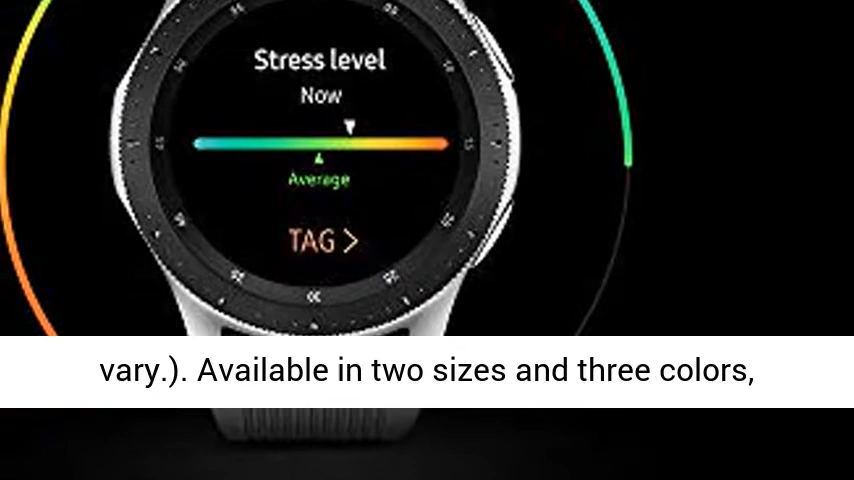 Stress level
Now
Average
TAG >
vary.). Available in two sizes and three colors,